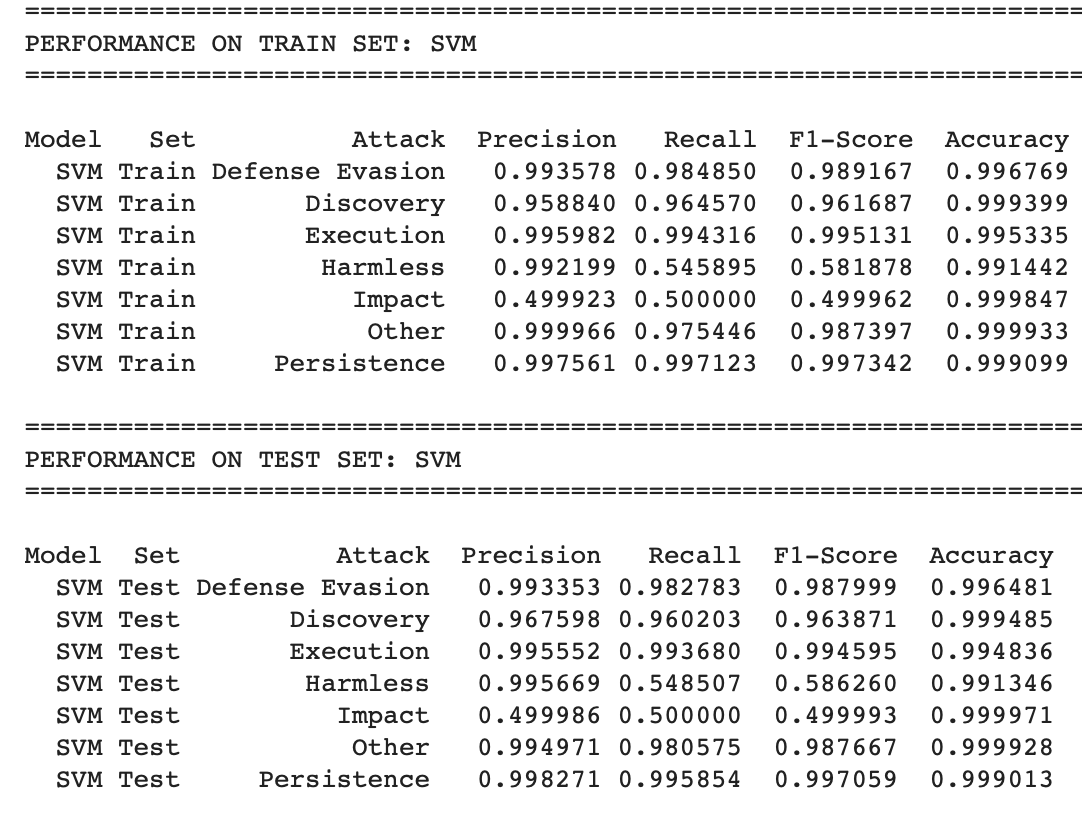 ======================================================================
PERFORMANCE ON TRAIN SET: SVM
======================================================================
Model Set Attack Precision Recall F1-Score Accuracy
SVM Train Defense Evasion 0.993578 0.984850 0.989167 0.996769
SVM Train Discovery 0.958840 0.964570 0.961687 0.999399
SVM Train Execution 0.995982 0.994316 0.995131 0.995335
SVM Train Harmless 0.992199 0.545895 0.581878 0.991442
SVM Train Impact 0.499923 0.500000 0.499962 0.999847
SVM Train Other 0.999966 0.975446 0.987397 0.999933
SVM Train Persistence 0.997561 0.997123 0.997342 0.999099
======================================================================
PERFORMANCE ON TEST SET: SVM
======================================================================
Model Set Attack Precision Recall F1-Score Accuracy
SVM Test Defense Evasion 0.993353 0.982783 0.987999 0.996481
SVM Test Discovery 0.967598 0.960203 0.963871 0.999485
SVM Test Execution 0.995552 0.993680 0.994595 0.994836
SVM Test Harmless 0.995669 0.548507 0.586260 0.991346
SVM Test Impact 0.499986 0.500000 0.499993 0.999971
SVM Test Other 0.994971 0.980575 0.987667 0.999928
SVM Test Persistence 0.998271 0.995854 0.997059 0.999013